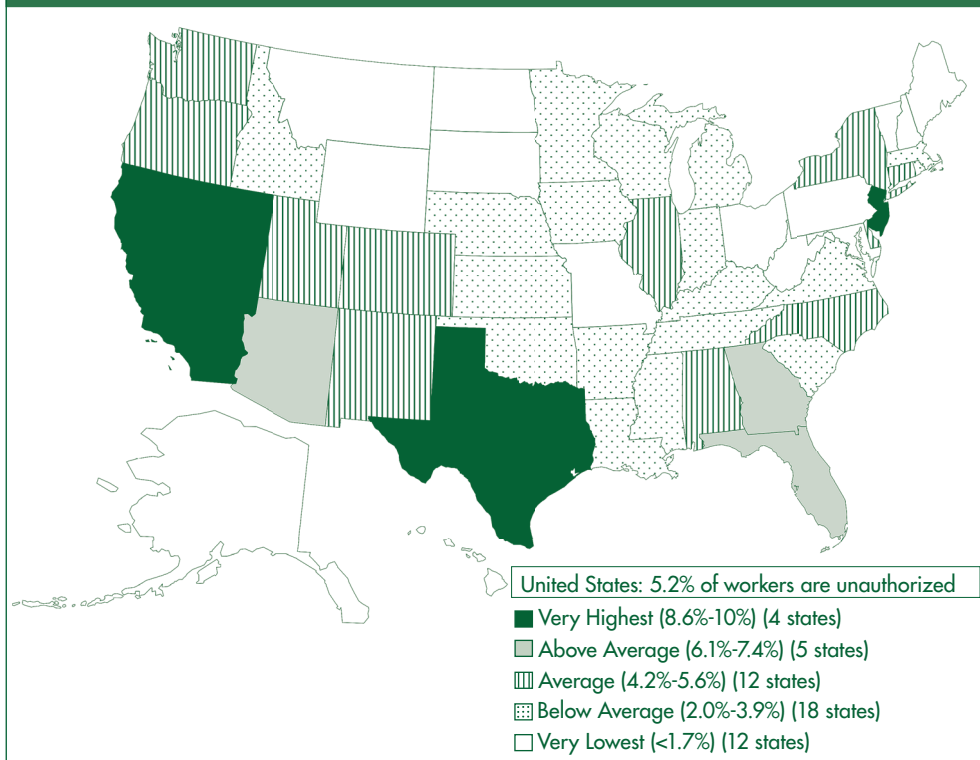 United States: 5.2% of workers are unauthorized
Very Highest (8.6%-10%) (4 states)
Above Average (6.1%-7.4%) (5 states)
Average (4.2%-5.6%) (12 states)
Below Average (2.0%-3.9%) (18 states)
Very Lowest (<1.7%) (12 states)